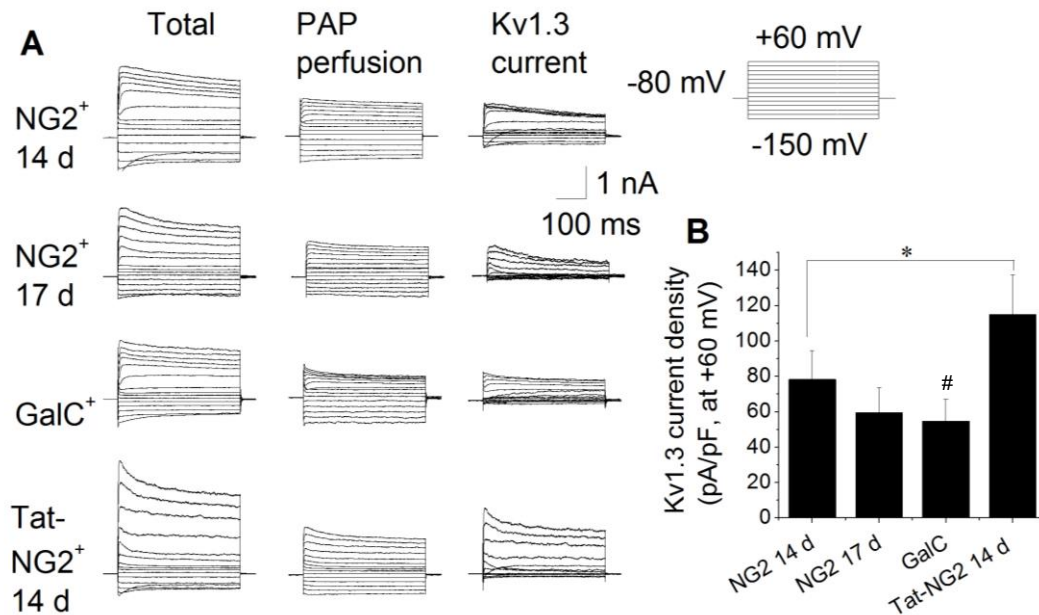 A
Total
PAP
perfusion
Kv1.3
current
+60 mV
-80 mV
-150 mV
NG2+
14 d
1 nA
100 ms
NG2+
17 d
GalC+
Tat-
NG2+
14 d
B
*
#
Kv1.3 current density
(pA/pF, at +60 mV)
140
120
100
80
60
40
20
0
NG2 14 d
NG2 17 d
GalC
Tat-NG2 14 d